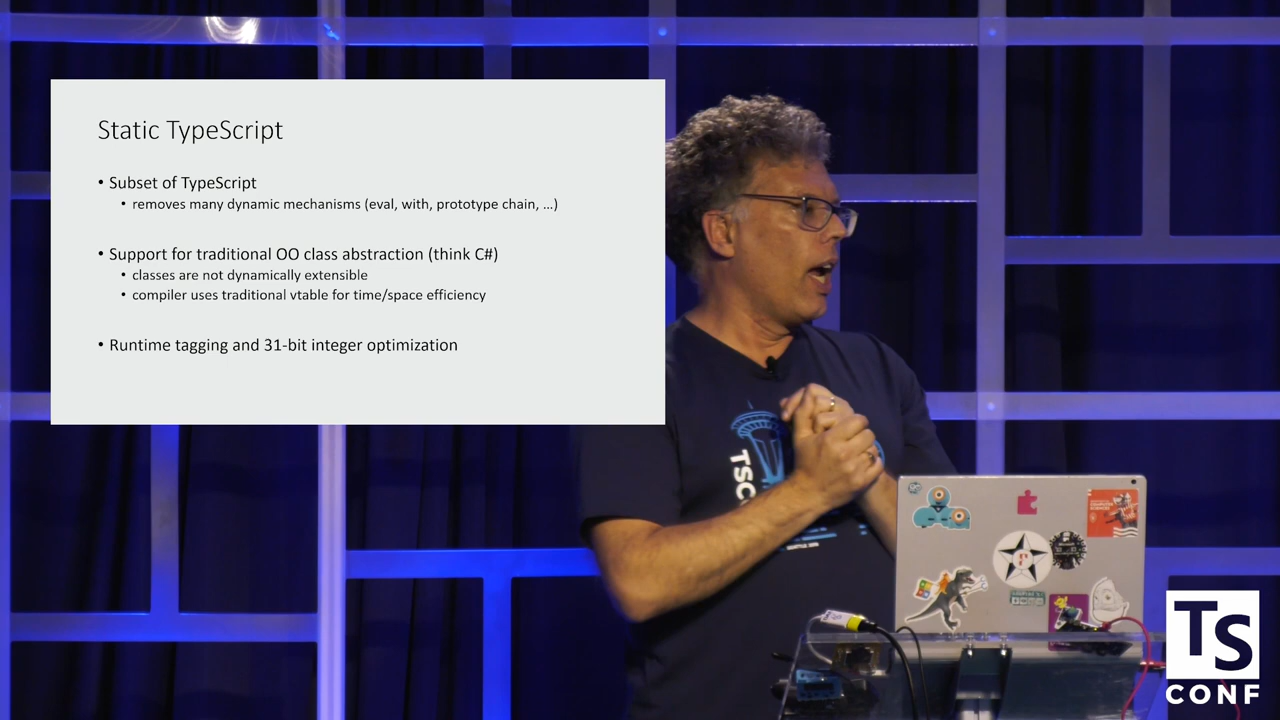 Static TypeScript
• Subset of TypeScript
• removes many dynamic mechanisms (eval, with, prototype chain, ...)
• Support for traditional OO class abstraction (think C#)
• classes are not dynamically extensible
• compiler uses traditional vtable for time/space efficiency
• Runtime tagging and 31-bit integer optimization
TSC
TS
CONF